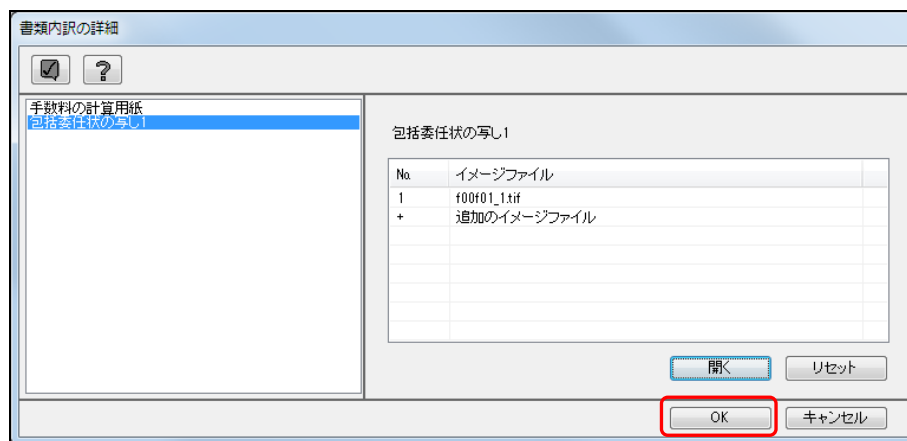 書類内訳の詳細
手数料の計算用紙
包括委任状の写し1
包括委任状の写し1
No. イメージファイル
1 f00f01_1.tif
+ 追加のイメージファイル
開く リセット
OK キャンセル